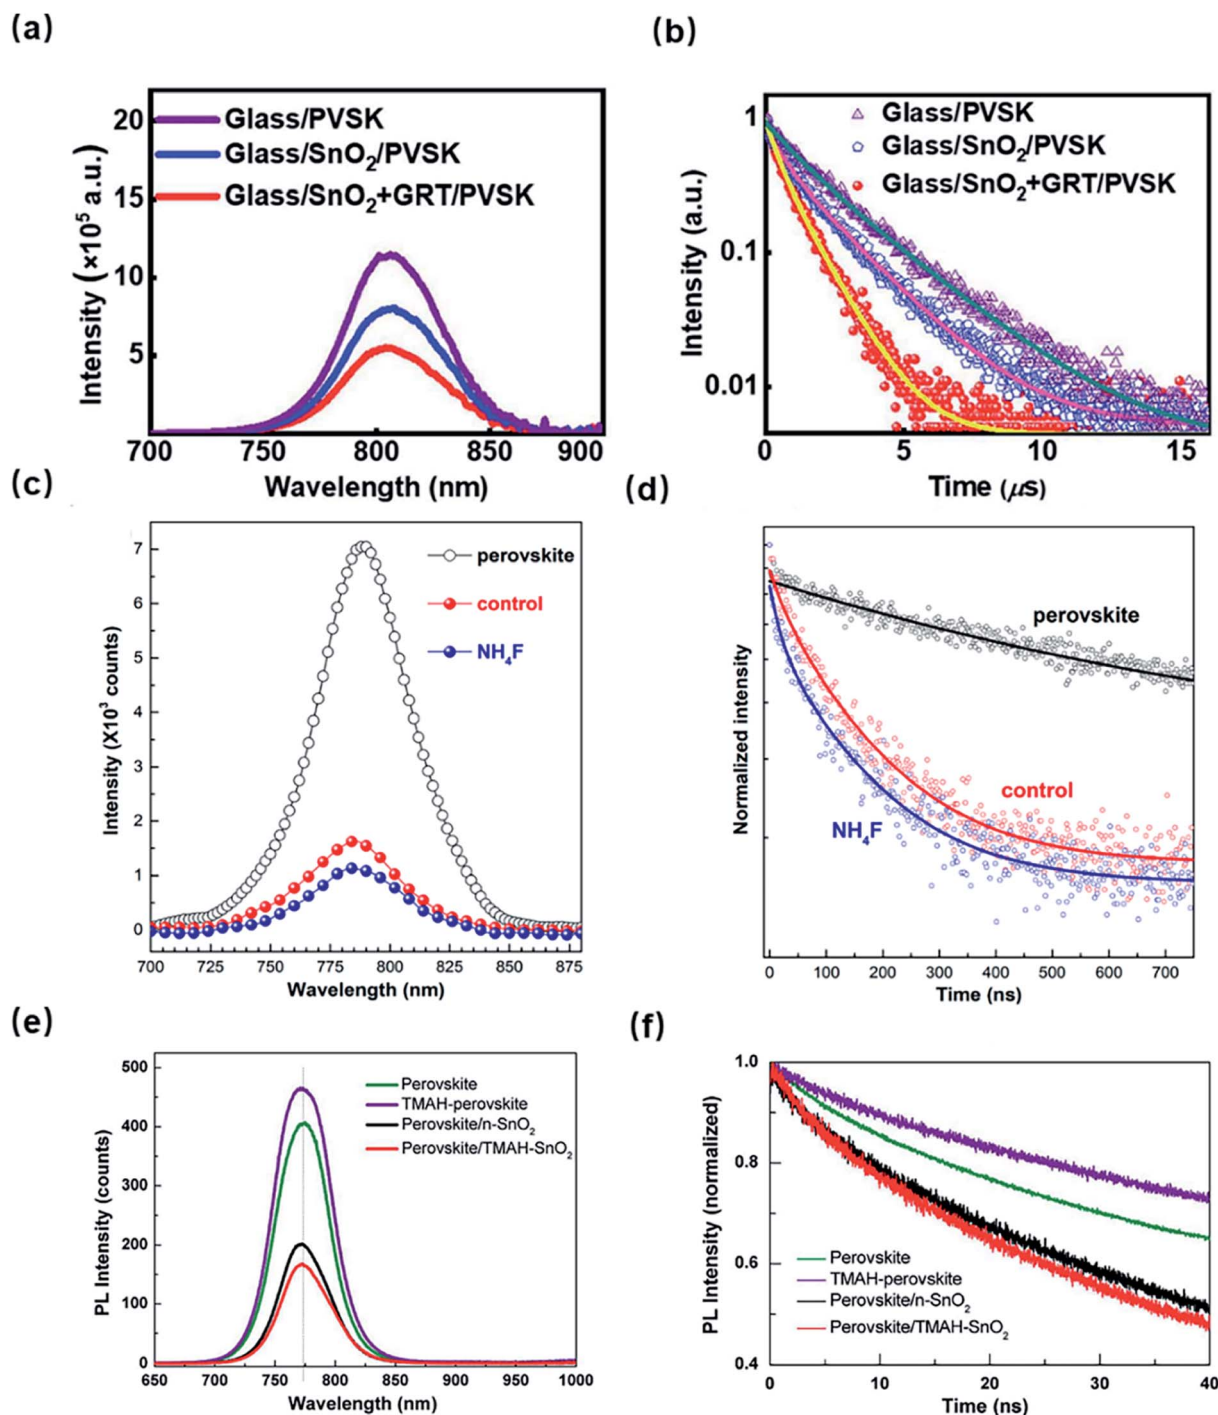 (a)
Intensity (×10⁵ a.u.)
20
15
10
5
Glass/PVSK
Glass/SnO₂/PVSK
Glass/SnO₂+GRT/PVSK
700
750
800
850
900
Wavelength (nm)
(b)
Intensity (a.u.)
1
0.1
0.01
Glass/PVSK
Glass/SnO₂/PVSK
Glass/SnO₂+GRT/PVSK
0
5
10
15
Time (μs)
(c)
Intensity (X10³ counts)
7
6
5
4
3
2
1
0
perovskite
control
NH₄F
700
725
750
785
800
825
850
875
Wavelength (nm)
(d)
Normalized intensity
perovskite
control
NH₄F
0
100
200
300
400
500
600
700
Time (ns)
(e)
PL Intensity (counts)
500
400
300
200
100
0
Perovskite
TMAH-perovskite
Perovskite/n-SnO₂
Perovskite/TMAH-SnO₂
650
700
750
800
850
900
950
1000
Wavelength (nm)
(f)
PL Intensity (normalized)
1.0
0.8
0.6
0.4
Perovskite
TMAH-perovskite
Perovskite/n-SnO₂
Perovskite/TMAH-SnO₂
0
10
20
30
40
Time (ns)